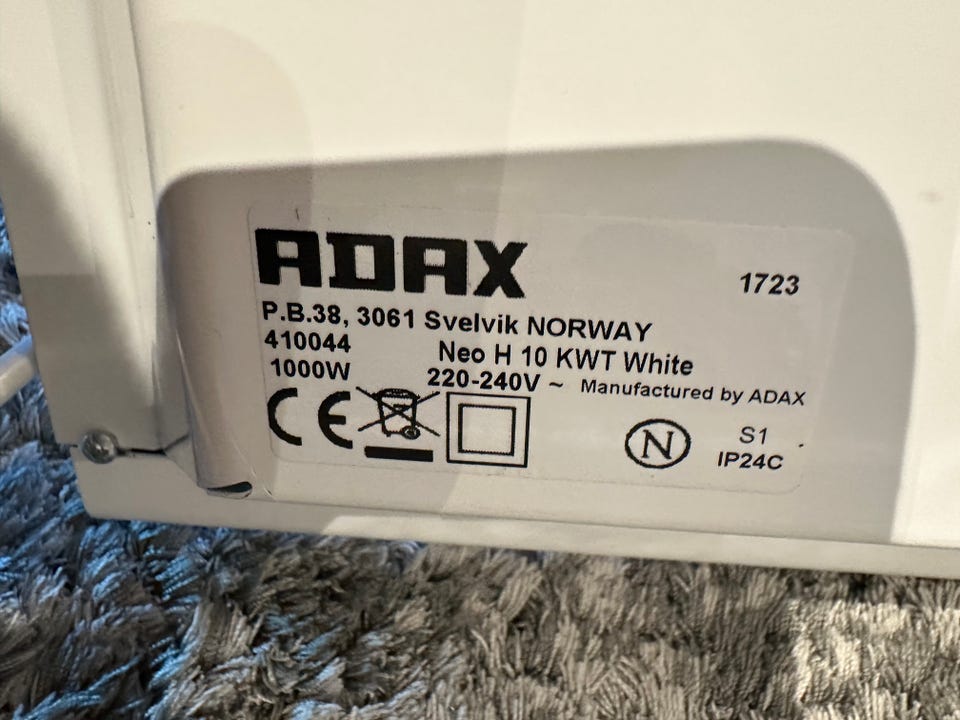 ADAX
1723
P.B.38, 3061 Svelvik NORWAY
410044 Neo H 10 KWT White
1000W 220-240V ~ Manufactured by ADAX
CE
N
S1
IP24C